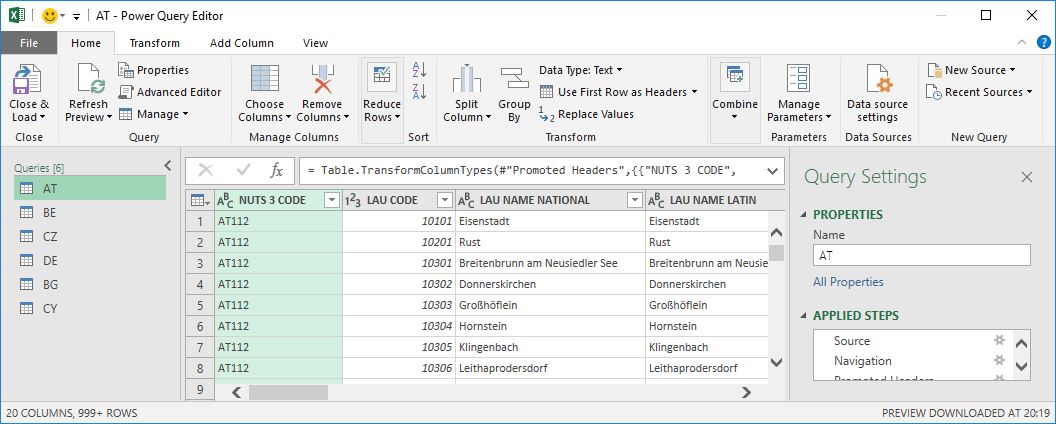 AT - Power Query Editor
File Home Transform Add Column View
Close & Load
Refresh Preview
Properties
Advanced Editor
Manage
Choose Columns
Remove Columns
Reduce Rows
Split Column
Group By
Data Type: Text
Use First Row as Headers
Replace Values
Combine
Manage Parameters
Data source settings
New Source
Recent Sources
Close Query Manage Columns Sort Transform Parameters Data Sources New Query
Queries [6]
AT
BE
CZ
DE
BG
CY
fx = Table.TransformColumnTypes(#"Promoted Headers",{{"NUTS 3 CODE",
ABC NUTS 3 CODE 123 LAU CODE ABC LAU NAME NATIONAL ABC LAU NAME LATIN
1 AT112 10101 Eisenstadt Eisenstadt
2 AT112 10201 Rust Rust
3 AT112 10301 Breitenbrunn am Neusiedler See Breitenbrunn am Neusie
4 AT112 10302 Donnerskirchen Donnerskirchen
5 AT112 10303 Großhöflein Großhöflein
6 AT112 10304 Hornstein Hornstein
7 AT112 10305 Klingenbach Klingenbach
8 AT112 10306 Leithaprodersdorf Leithaprodersdorf
9
Query Settings
PROPERTIES
Name
AT
All Properties
APPLIED STEPS
Source
Navigation
Promoted Headers
20 COLUMNS, 999+ ROWS
PREVIEW DOWNLOADED AT 20:19